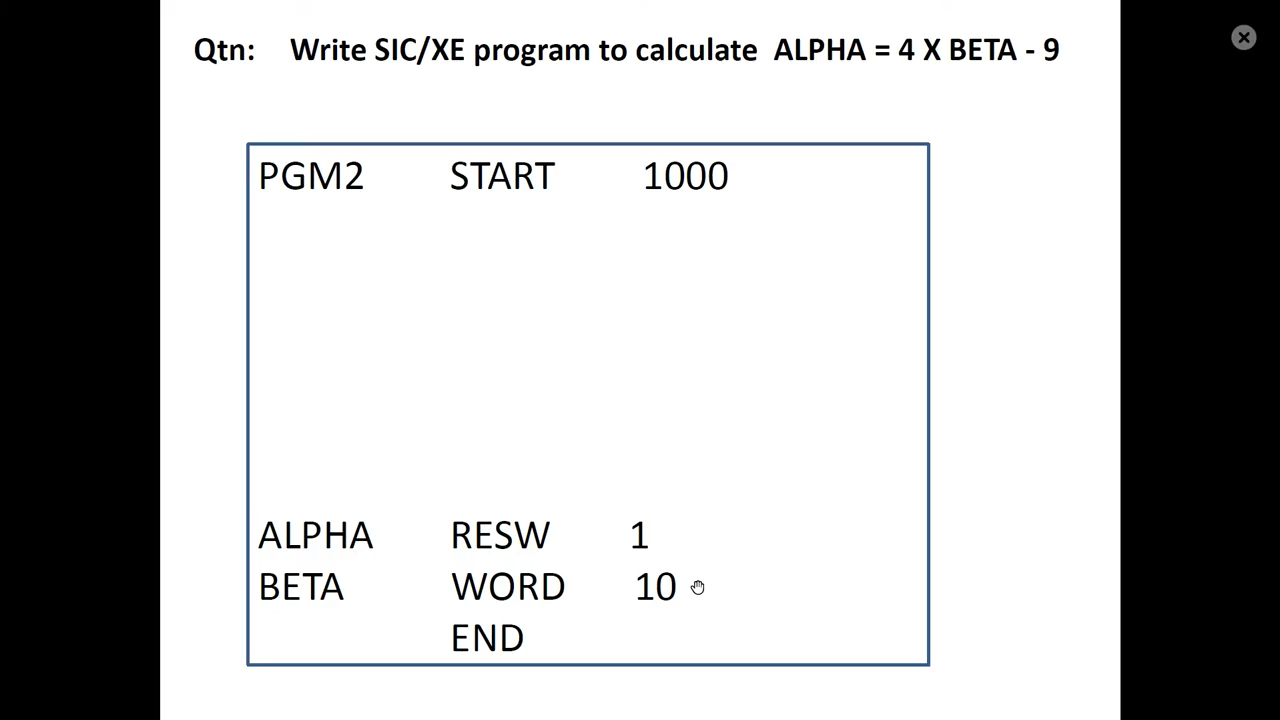 Qtn: Write SIC/XE program to calculate ALPHA = 4 X BETA - 9
PGM2 START 1000
ALPHA RESW 1
BETA WORD 10
END